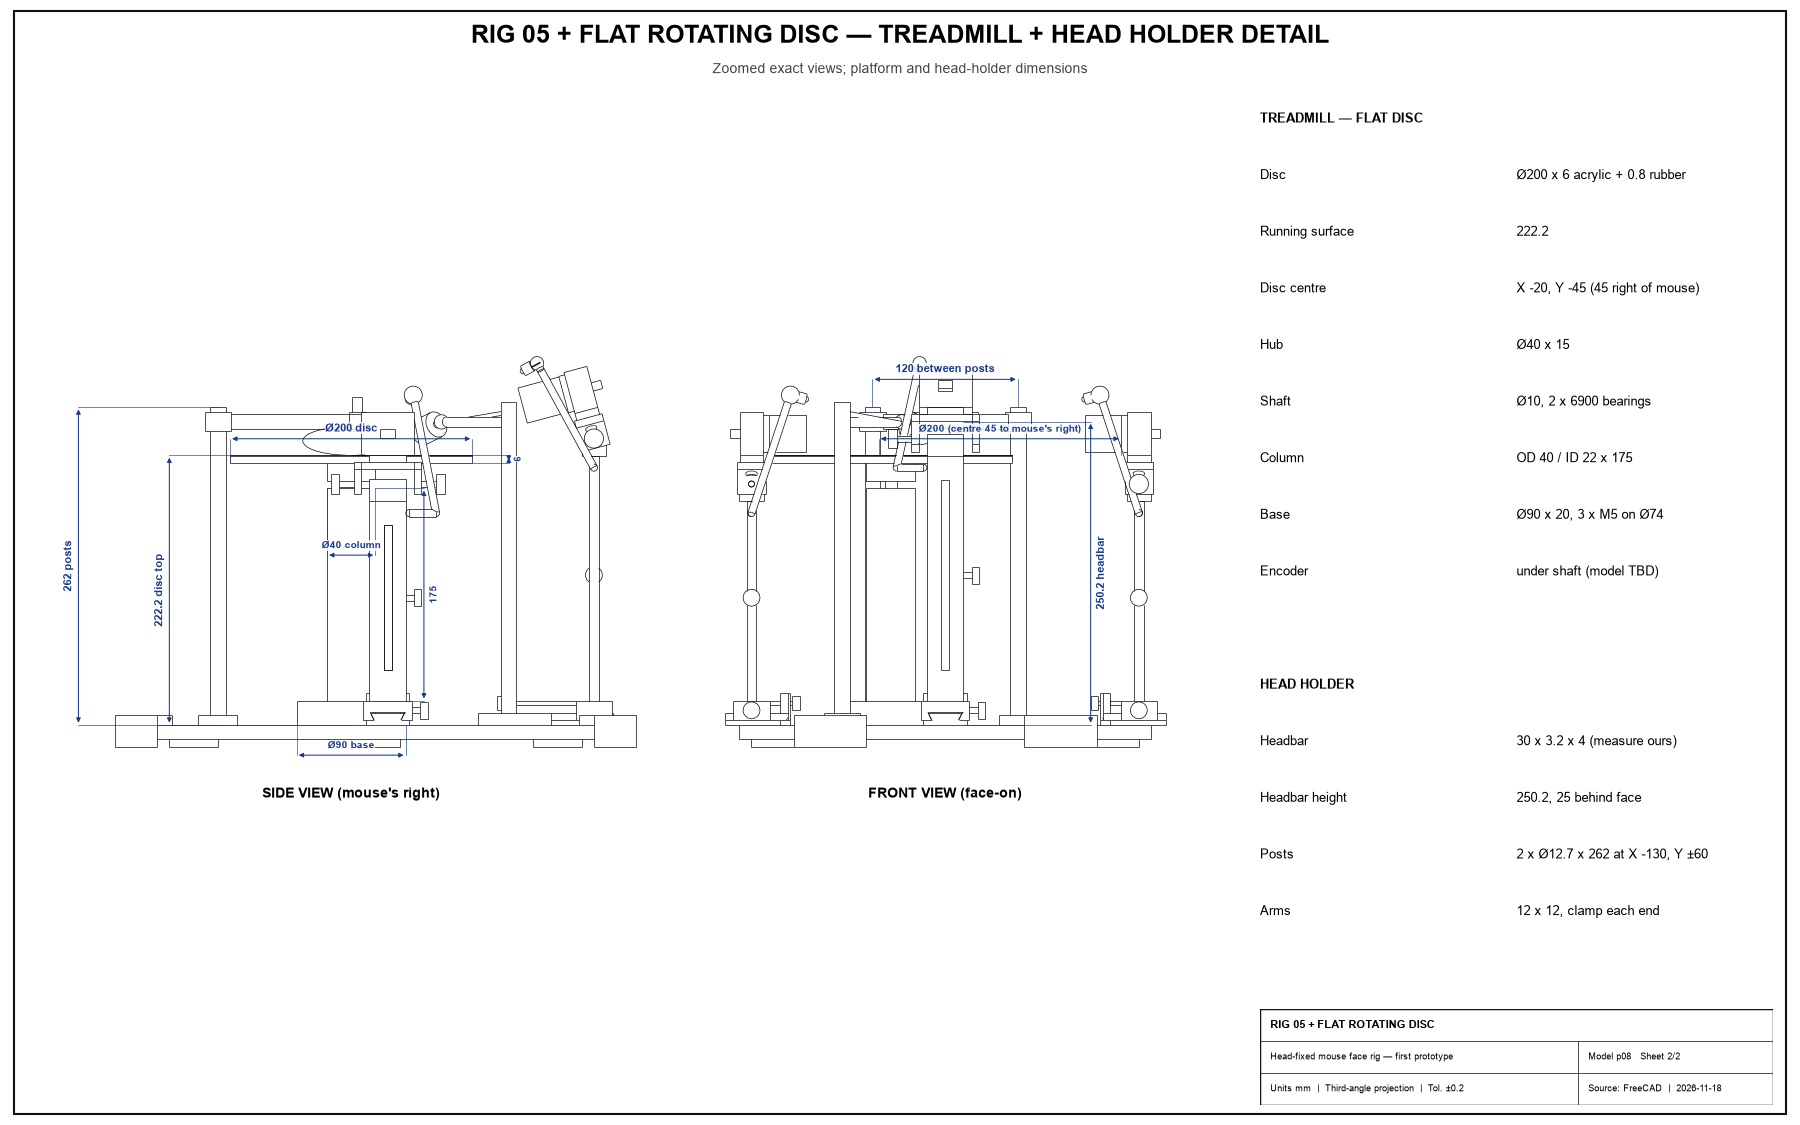 RIG 05 + FLAT ROTATING DISC — TREADMILL + HEAD HOLDER DETAIL
Zoomed exact views; platform and head-holder dimensions
262 posts
222.2 disc top
Ø200 disc
6
Ø40 column
175
Ø90 base
SIDE VIEW (mouse's right)
120 between posts
Ø200 (centre 45 to mouse's right)
250.2 headbar
FRONT VIEW (face-on)
TREADMILL — FLAT DISC
Disc Ø200 x 6 acrylic + 0.8 rubber
Running surface 222.2
Disc centre X -20, Y -45 (45 right of mouse)
Hub Ø40 x 15
Shaft Ø10, 2 x 6900 bearings
Column OD 40 / ID 22 x 175
Base Ø90 x 20, 3 x M5 on Ø74
Encoder under shaft (model TBD)
HEAD HOLDER
Headbar 30 x 3.2 x 4 (measure ours)
Headbar height 250.2, 25 behind face
Posts 2 x Ø12.7 x 262 at X -130, Y ±60
Arms 12 x 12, clamp each end
RIG 05 + FLAT ROTATING DISC
Head-fixed mouse face rig — first prototype Model p08 Sheet 2/2
Units mm | Third-angle projection | Tol. ±0.2 Source: FreeCAD | 2026-11-18